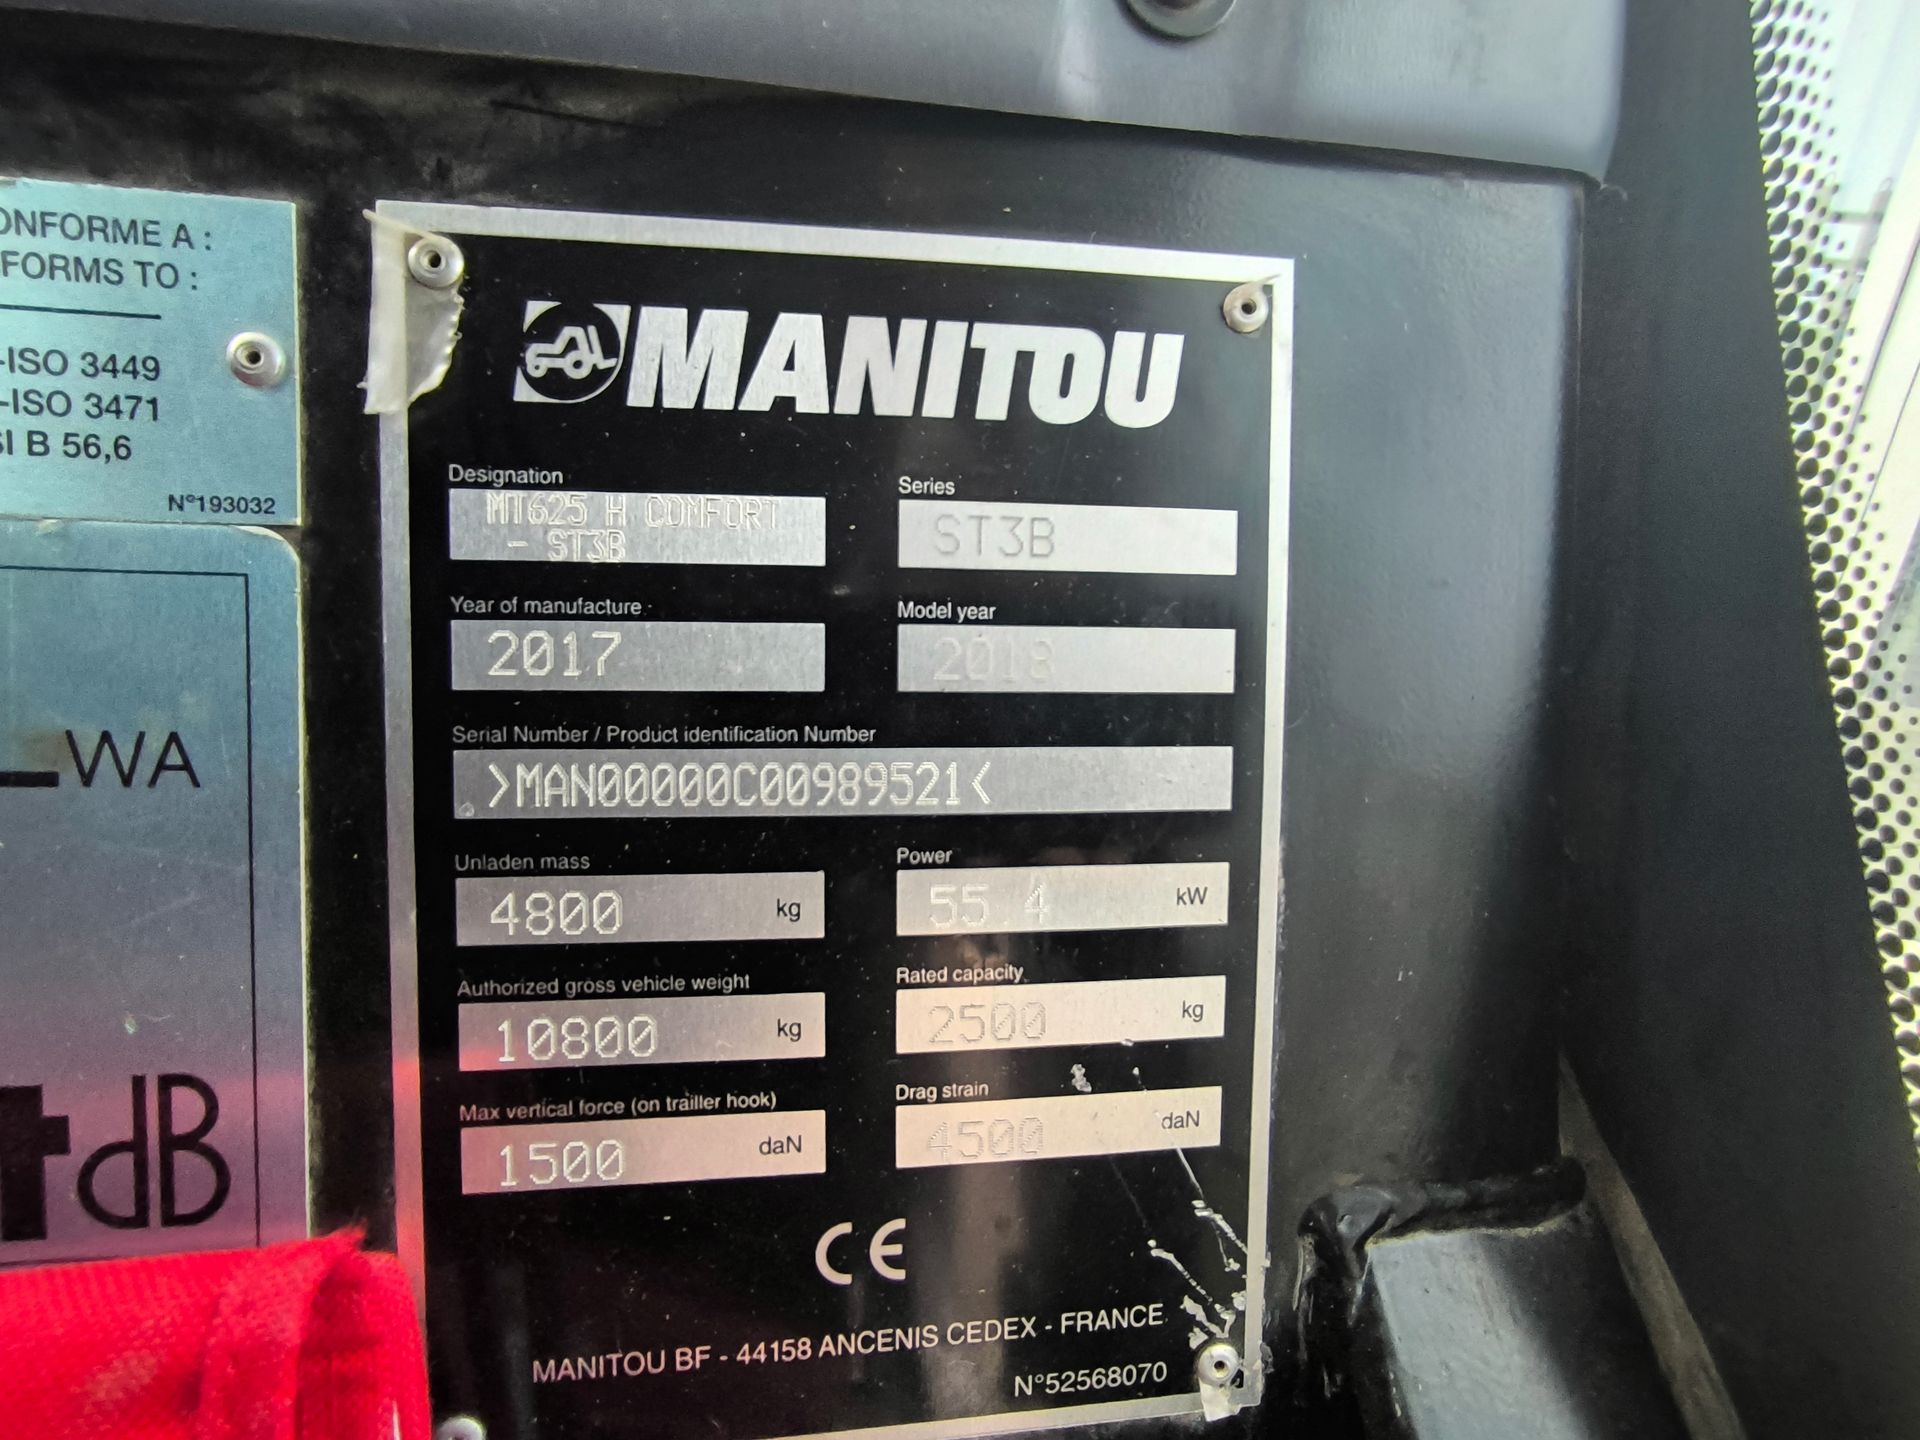 ONFORME A :
FORMS TO :
-ISO 3449
-ISO 3471
SI B 56,6
N°193032
LWA
dB
MANITOU
Designation
MT625 H COMFORT
- ST3B
Series
ST3B
Year of manufacture
2017
Model year
2018
Serial Number / Product identification Number
>MAN00000C00989521<
Unladen mass
4800 kg
Power
55.4 kW
Authorized gross vehicle weight
10800 kg
Rated capacity
2500 kg
Max vertical force (on trailler hook)
1500 daN
Drag strain
4500 daN
CE
MANITOU BF - 44158 ANCENIS CEDEX - FRANCE
N°52568070